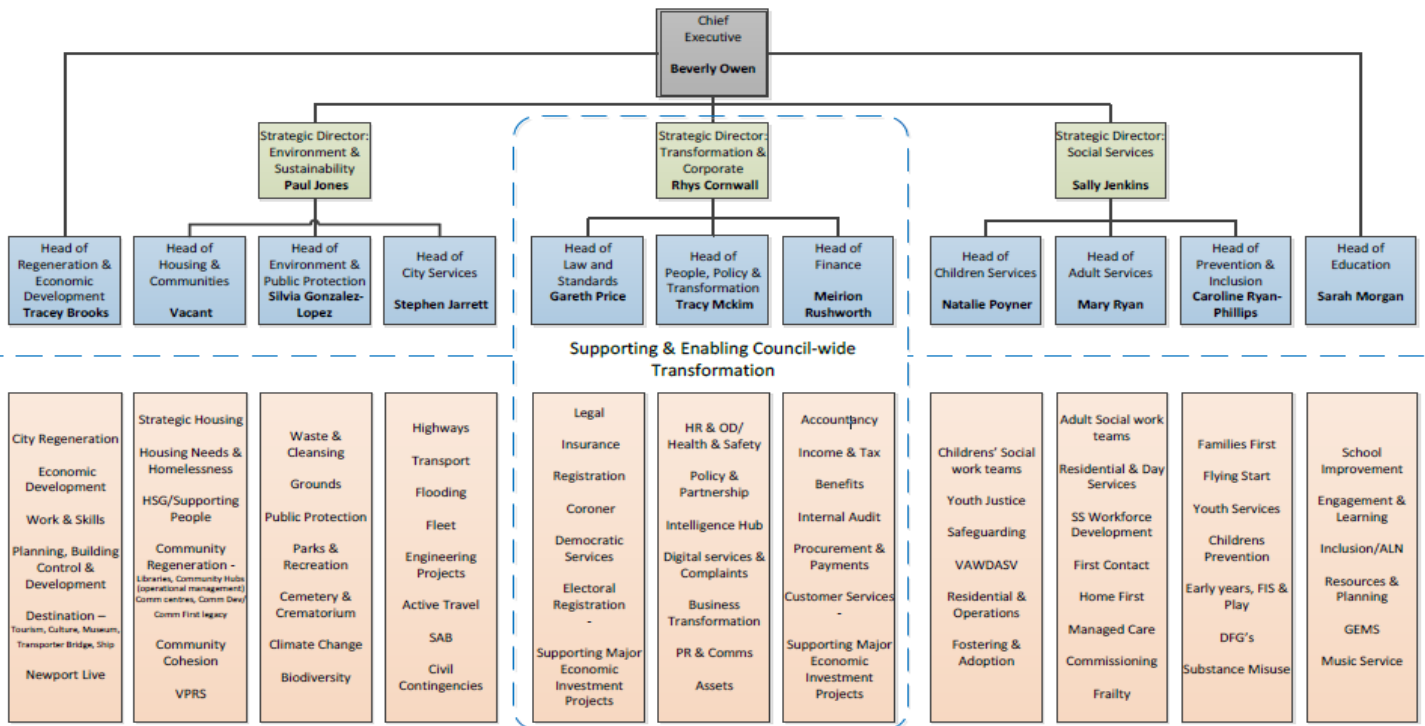 Chief
Executive
Beverly Owen
Strategic Director:
Environment &
Sustainability
Paul Jones
Strategic Director:
Transformation &
Corporate
Rhys Cornwall
Strategic Director:
Social Services
Sally Jenkins
Head of
Regeneration &
Economic
Development
Tracey Brooks
Head of
Housing &
Communities
Vacant
Head of
Environment &
Public Protection
Silvia Gonzalez-
Lopez
Head of
City Services
Stephen Jarrett
Head of
Law and
Standards
Gareth Price
Head of
People, Policy &
Transformation
Tracy Mckim
Head of
Finance
Meirion
Rushworth
Head of
Children Services
Natalie Poyner
Head of
Adult Services
Mary Ryan
Head of
Prevention &
Inclusion
Caroline Ryan-
Phillips
Head of
Education
Sarah Morgan
Supporting & Enabling Council-wide
Transformation
City Regeneration
Economic
Development
Work & Skills
Planning, Building
Control &
Development
Destination –
Tourism, Culture, Museum,
Transporter Bridge, Ship
Newport Live
Strategic Housing
Housing Needs &
Homelessness
HSG/Supporting
People
Community
Regeneration -
Libraries, Community Hubs
(operational management)
Comm centres, Comm Dev/
Comm First legacy
Community
Cohesion
VPRS
Waste &
Cleansing
Grounds
Public Protection
Parks &
Recreation
Cemetery &
Crematorium
Climate Change
Biodiversity
Highways
Transport
Flooding
Fleet
Engineering
Projects
Active Travel
SAB
Civil
Contingencies
Legal
Insurance
Registration
Coroner
Democratic
Services
Electoral
Registration
-
Supporting Major
Economic
Investment
Projects
HR & OD/
Health & Safety
Policy &
Partnership
Intelligence Hub
Digital services &
Complaints
Business
Transformation
PR & Comms
Assets
Accountancy
Income & Tax
Benefits
Internal Audit
Procurement &
Payments
Customer Services
-
Supporting Major
Economic
Investment
Projects
Childrens' Social
work teams
Youth Justice
Safeguarding
VAWDASV
Residential &
Operations
Fostering &
Adoption
Adult Social work
teams
Residential & Day
Services
SS Workforce
Development
First Contact
Home First
Managed Care
Commissioning
Frailty
Families First
Flying Start
Youth Services
Childrens
Prevention
Early years, FIS &
Play
DFG's
Substance Misuse
School
Improvement
Engagement &
Learning
Inclusion/ALN
Resources &
Planning
GEMS
Music Service